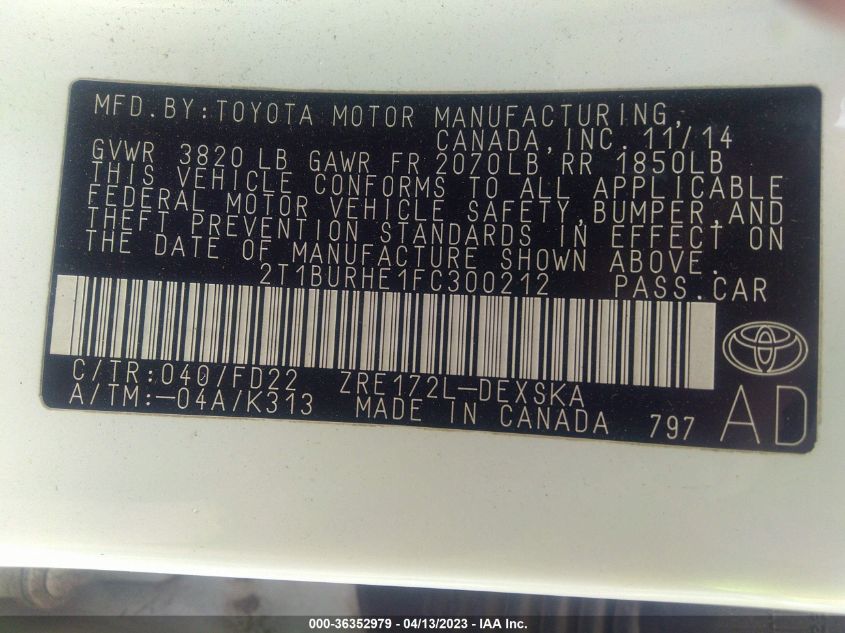 MFD.BY:TOYOTA MOTOR MANUFACTURING,
CANADA,INC. 11/14
GVWR 3820 LB GAWR FR 2070LB RR 1850LB
THIS VEHICLE CONFORMS TO ALL APPLICABLE
FEDERAL MOTOR VEHICLE SAFETY,BUMPER,AND
THEFT PREVENTION STANDARDS IN EFFECT ON
THE DATE OF MANUFACTURE SHOWN ABOVE.
2T1BURHE1FC300212 PASS.CAR
C/TR:040/FD22 ZRE172L-DEXSKA
A/TM:-04A/K313 MADE IN CANADA 797 AD
000-36352979 - 04/13/2023 - IAA Inc.